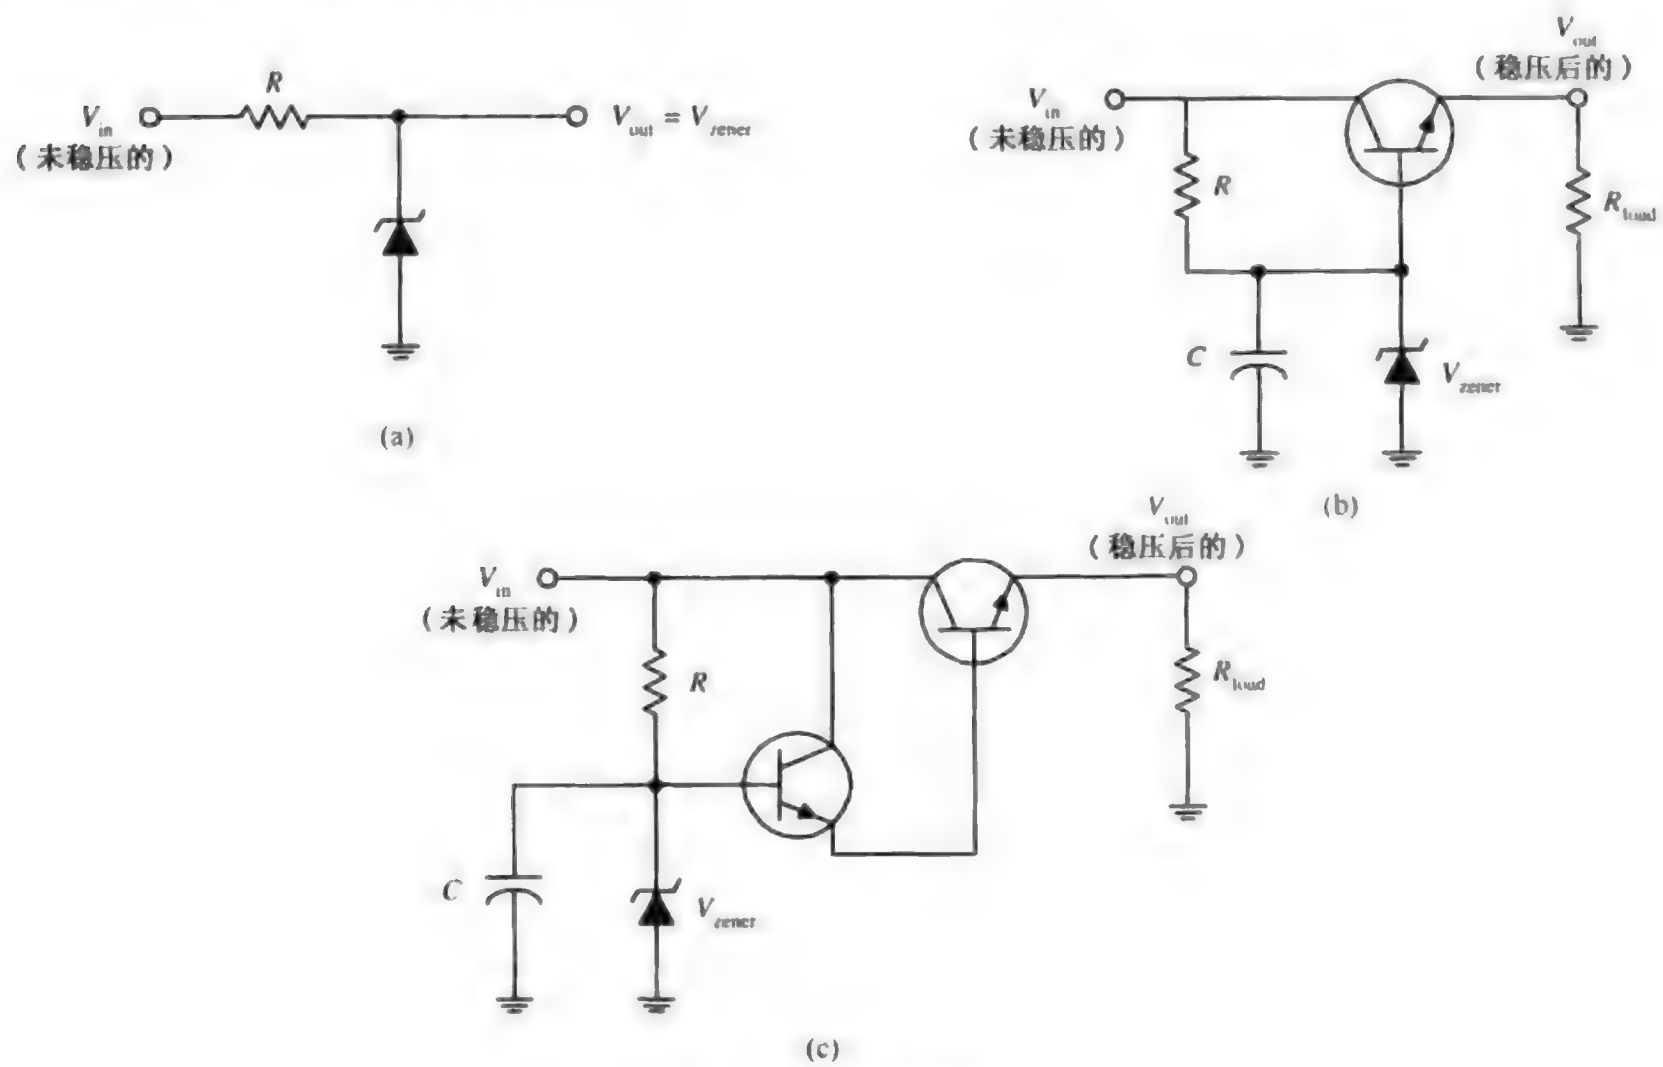 R
V_in
(未稳压的)
V_out = V_zener
(a)
V_in
(未稳压的)
V_out
(稳压后的)
R
R_load
C
V_zener
(b)
V_in
(未稳压的)
V_out
(稳压后的)
R
R_load
C
V_zener
(c)